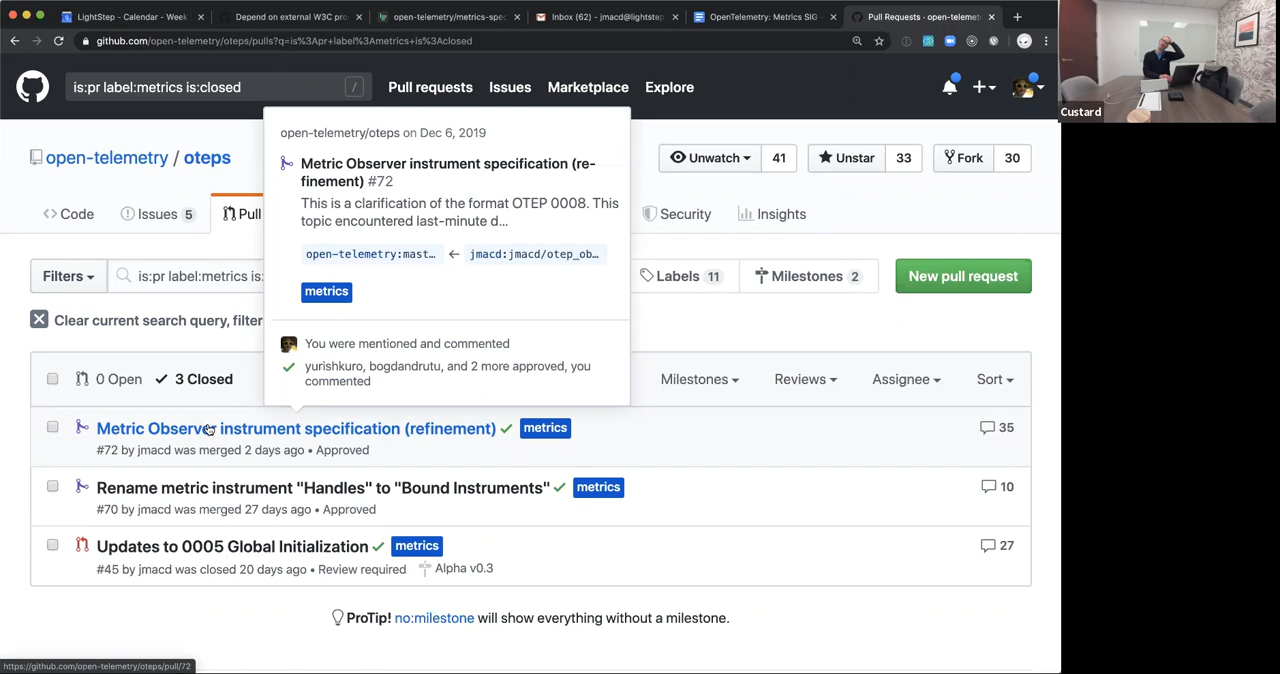 LightStep - Calendar - Week
Depend on external W3C pro
open-telemetry/metrics-spec
Inbox (62) - jmacd@lightstep
OpenTelemetry: Metrics SIG
Pull Requests · open-telemet
github.com/open-telemetry/oteps/pulls?q=is%3Apr+label%3Ametrics+is%3Aclosed
is:pr label:metrics is:closed
/
Pull requests
Issues
Marketplace
Explore
Custard
open-telemetry/oteps on Dec 6, 2019
Metric Observer instrument specification (re-
finement) #72
This is a clarification of the format OTEP 0008. This
topic encountered last-minute d...
open-telemetry:mast… ← jmacd:jmacd/otep_ob…
metrics
You were mentioned and commented
yurishkuro, bogdandrutu, and 2 more approved, you
commented
open-telemetry / oteps
Unwatch 41
Unstar 33
Fork 30
Code
Issues 5
Pull
Security
Insights
Filters
is:pr label:metrics is:
Labels 11
Milestones 2
New pull request
Clear current search query, filter
0 Open
3 Closed
Milestones
Reviews
Assignee
Sort
Metric Observer instrument specification (refinement) metrics 35
#72 by jmacd was merged 2 days ago • Approved
Rename metric instrument "Handles" to "Bound Instruments" metrics 10
#70 by jmacd was merged 27 days ago • Approved
Updates to 0005 Global Initialization metrics 27
#45 by jmacd was closed 20 days ago • Review required Alpha v0.3
ProTip! no:milestone will show everything without a milestone.
https://github.com/open-telemetry/oteps/pull/72